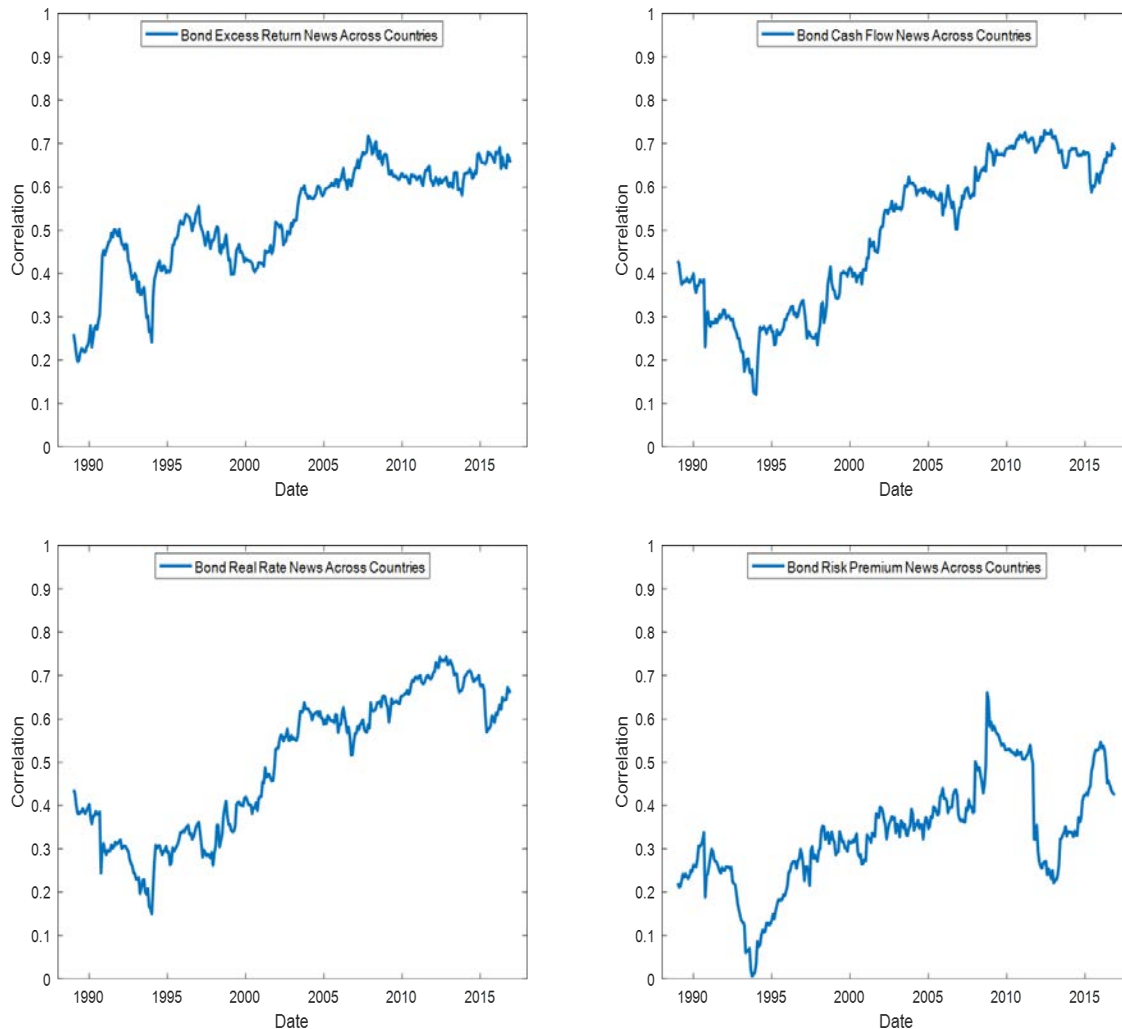 Bond Excess Return News Across Countries
1
0.9
0.8
0.7
0.6
0.5
0.4
0.3
0.2
0.1
0
Correlation
1990 1995 2000 2005 2010 2015
Date
Bond Cash Flow News Across Countries
1
0.9
0.8
0.7
0.6
0.5
0.4
0.3
0.2
0.1
0
Correlation
1990 1995 2000 2005 2010 2015
Date
Bond Real Rate News Across Countries
1
0.9
0.8
0.7
0.6
0.5
0.4
0.3
0.2
0.1
0
Correlation
1990 1995 2000 2005 2010 2015
Date
Bond Risk Premium News Across Countries
1
0.9
0.8
0.7
0.6
0.5
0.4
0.3
0.2
0.1
0
Correlation
1990 1995 2000 2005 2010 2015
Date